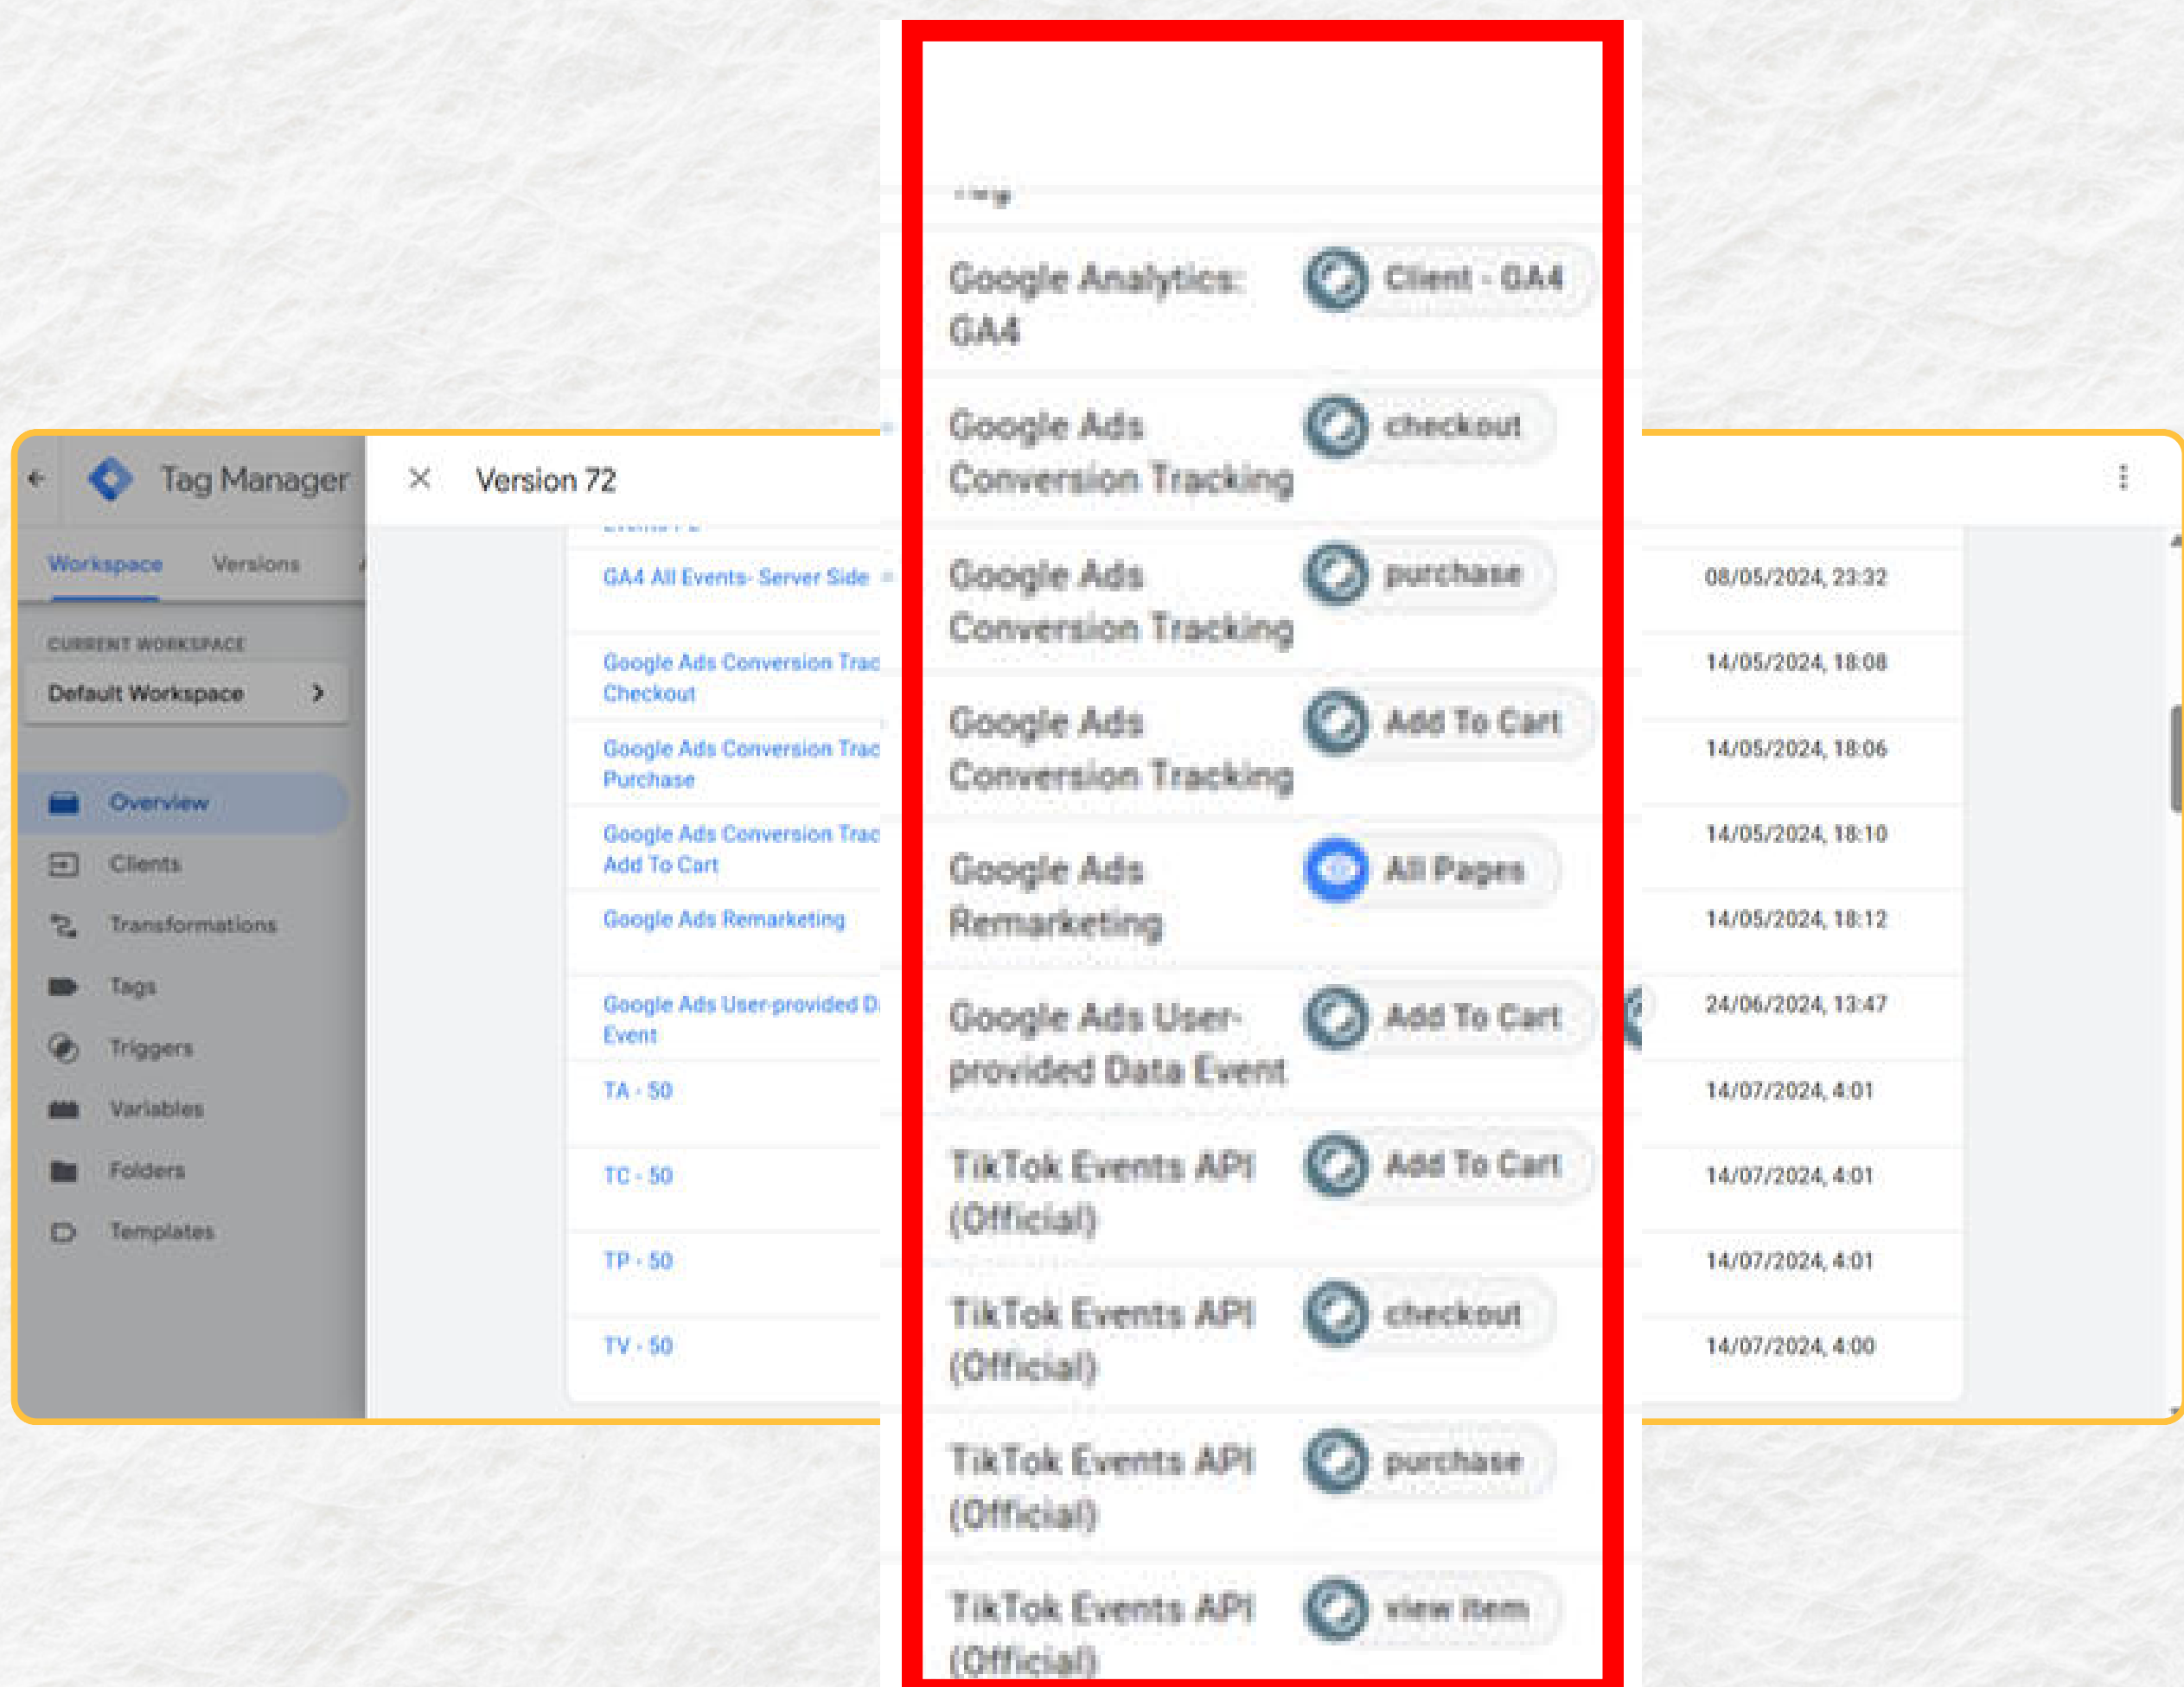 Tag Manager
Version 72
Workspace
Versions
CURRENT WORKSPACE
Default Workspace
Overview
Clients
Transformations
Tags
Triggers
Variables
Folders
Templates
GA4 All Events- Server Side
Google Ads Conversion Trac
Checkout
Google Ads Conversion Trac
Purchase
Google Ads Conversion Trac
Add To Cart
Google Ads Remarketing
Google Ads User-provided D
Event
TA - 50
TC - 50
TP - 50
TV - 50
Google Analytics:
GA4
Client - GA4
Google Ads
Conversion Tracking
checkout
Google Ads
Conversion Tracking
purchase
Google Ads
Conversion Tracking
Add To Cart
Google Ads
Remarketing
All Pages
Google Ads User-
provided Data Event
Add To Cart
TikTok Events API
(Official)
Add To Cart
TikTok Events API
(Official)
checkout
TikTok Events API
(Official)
purchase
TikTok Events API
(Official)
view item
08/05/2024, 23:32
14/05/2024, 18:08
14/05/2024, 18:06
14/05/2024, 18:10
14/05/2024, 18:12
24/06/2024, 13:47
14/07/2024, 4:01
14/07/2024, 4:01
14/07/2024, 4:01
14/07/2024, 4:00